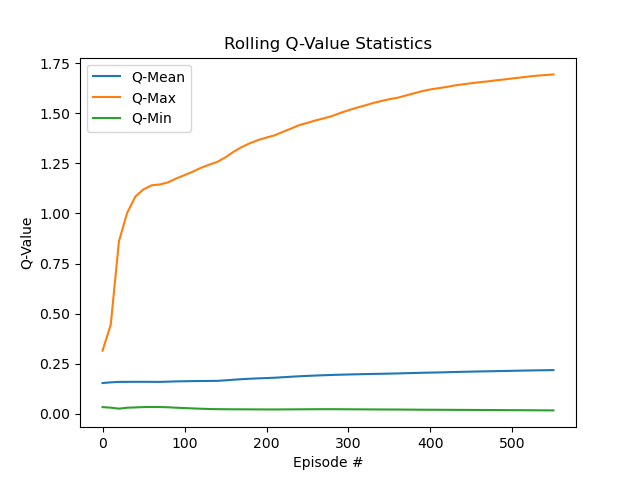 Rolling Q-Value Statistics
Q-Mean
Q-Max
Q-Min
1.75
1.50
1.25
1.00
0.75
0.50
0.25
0.00
Q-Value
0 100 200 300 400 500
Episode #